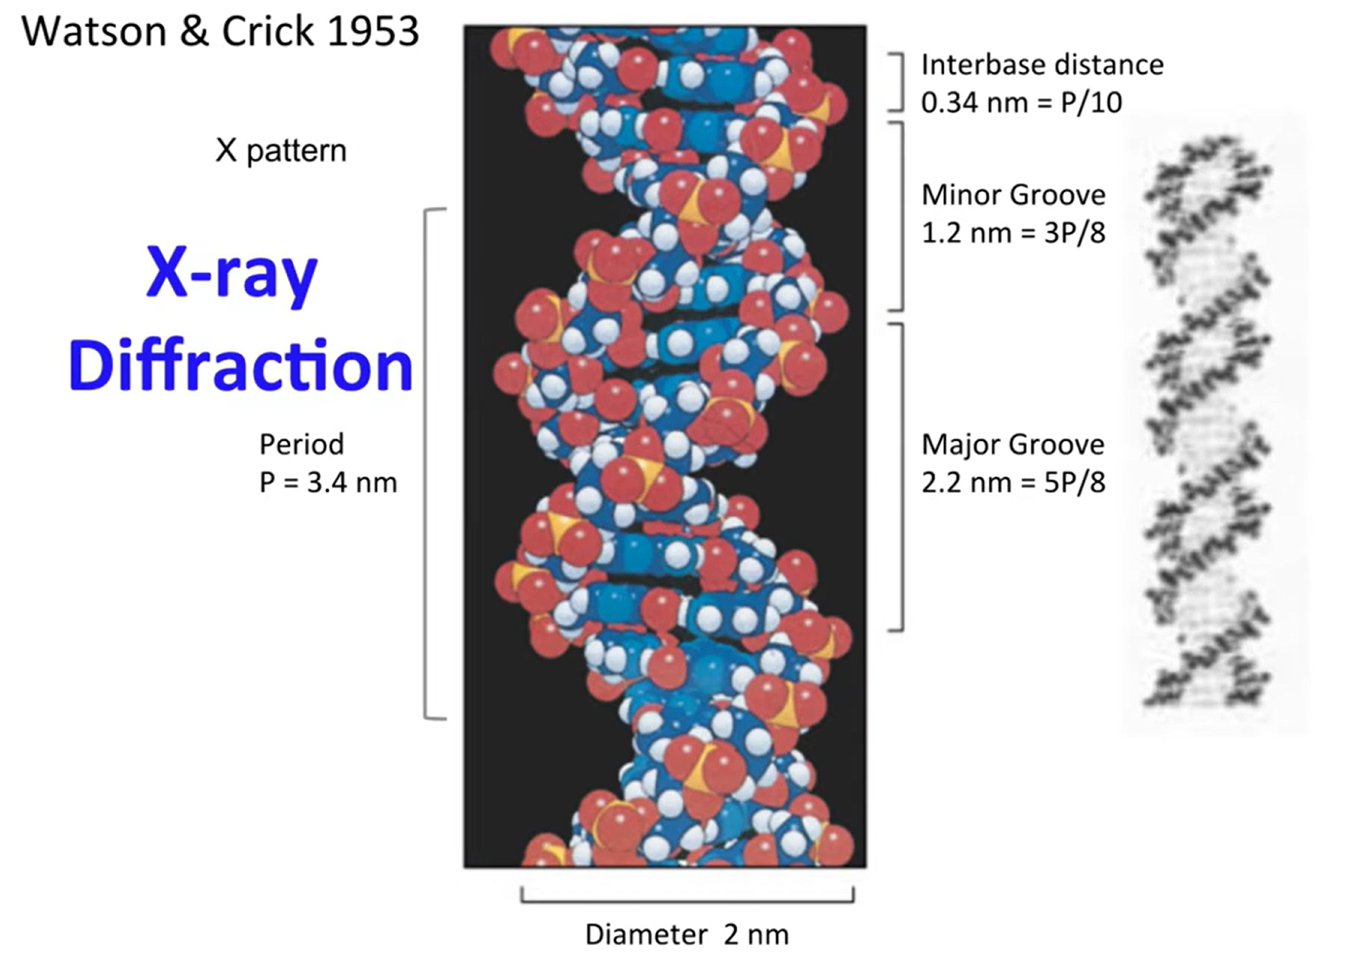 Watson & Crick 1953
X pattern
X-ray
Diffraction
Period
P = 3.4 nm
Interbase distance
0.34 nm = P/10
Minor Groove
1.2 nm = 3P/8
Major Groove
2.2 nm = 5P/8
Diameter 2 nm